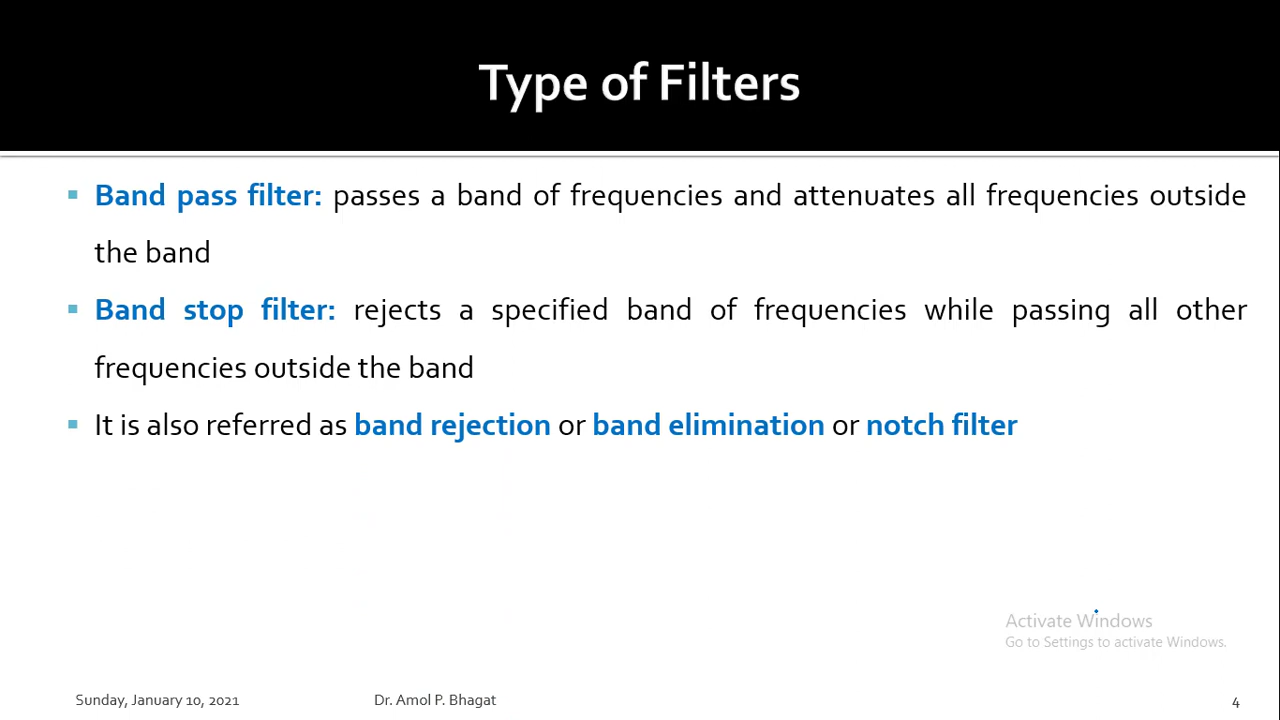 Type of Filters
Band pass filter: passes a band of frequencies and attenuates all frequencies outside
the band
Band stop filter: rejects a specified band of frequencies while passing all other
frequencies outside the band
It is also referred as band rejection or band elimination or notch filter
Activate Windows
Go to Settings to activate Windows.
Sunday, January 10, 2021 Dr. Amol P. Bhagat 4